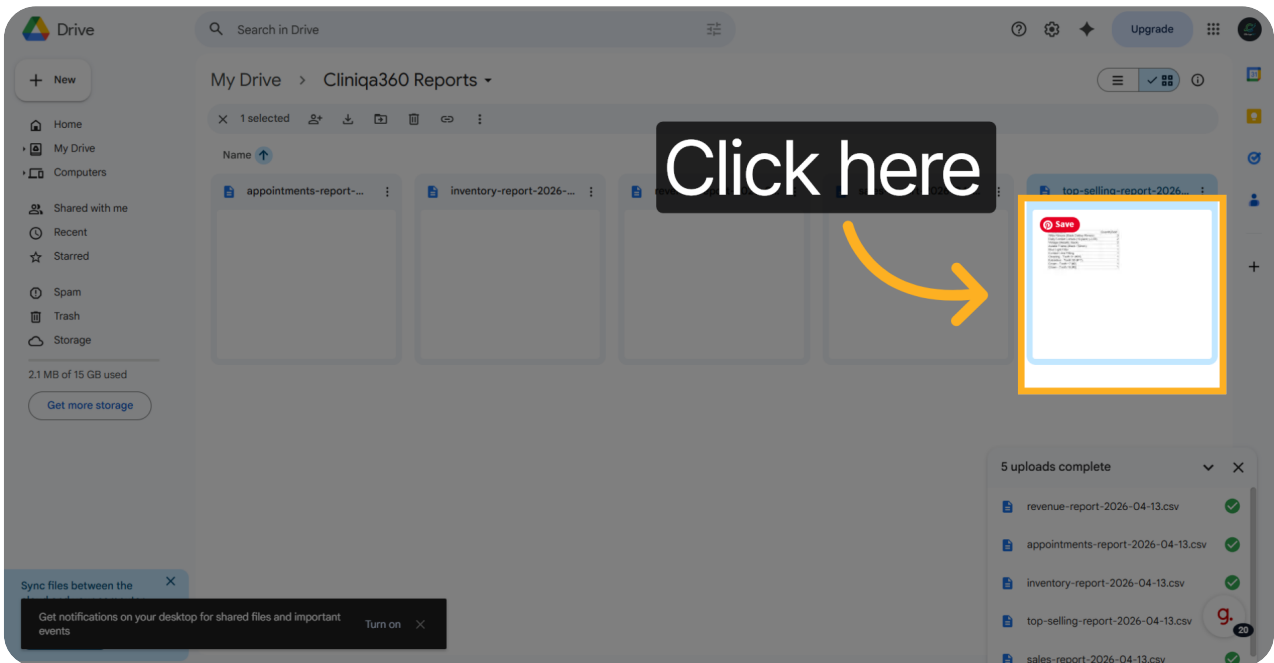 Drive
Search in Drive
Upgrade
New
My Drive > Cliniqa360 Reports
1 selected
Home
My Drive
Computers
Shared with me
Recent
Starred
Spam
Trash
Storage
2.1 MB of 15 GB used
Get more storage
Name
Click here
appointments-report-...
inventory-report-2026-...
top-selling-report-2026...
Save
5 uploads complete
revenue-report-2026-04-13.csv
appointments-report-2026-04-13.csv
inventory-report-2026-04-13.csv
top-selling-report-2026-04-13.csv
sales-report-2026-04-13.csv
g.
20
Sync files between the
Get notifications on your desktop for shared files and important
events
Turn on